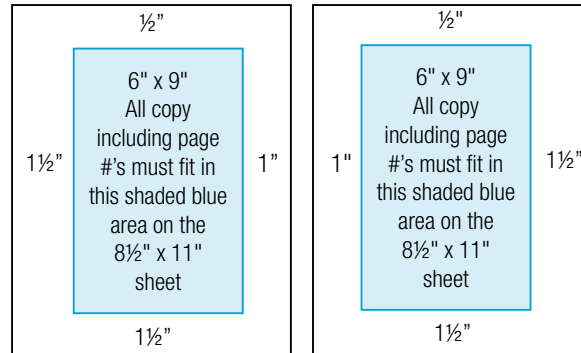 ½”
6" x 9"
All copy
including page
#'s must fit in
this shaded blue
area on the
8½" x 11"
sheet
1½”
1”
1½”
½"
6" x 9"
All copy
including page
#'s must fit in
this shaded blue
area on the
8½" x 11"
sheet
1"
1½”
1½”